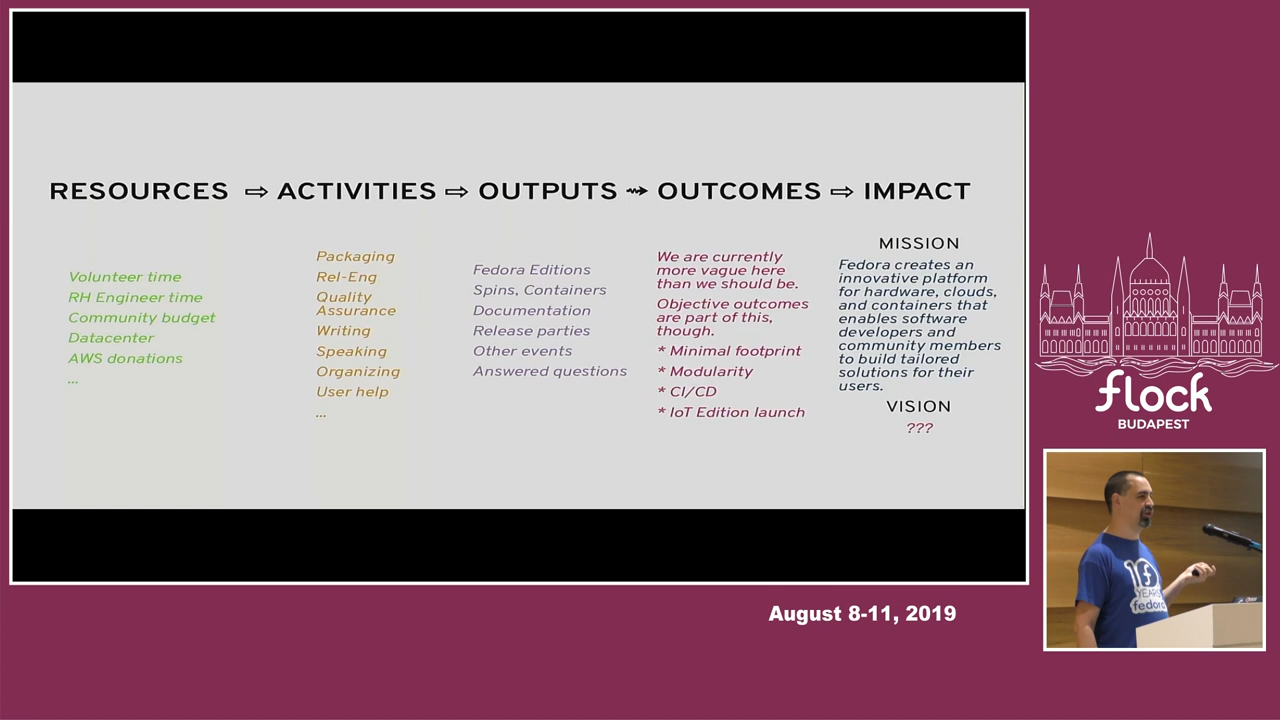 RESOURCES ⇨ ACTIVITIES ⇨ OUTPUTS ⇝ OUTCOMES ⇨ IMPACT
Volunteer time
RH Engineer time
Community budget
Datacenter
AWS donations
...
Packaging
Rel-Eng
Quality
Assurance
Writing
Speaking
Organizing
User help
...
Fedora Editions
Spins, Containers
Documentation
Release parties
Other events
Answered questions
We are currently
more vague here
than we should be.
Objective outcomes
are part of this,
though.
* Minimal footprint
* Modularity
* CI/CD
* IoT Edition launch
MISSION
Fedora creates an
innovative platform
for hardware, clouds,
and containers that
enables software
developers and
community members
to build tailored
solutions for their
users.
VISION
???
flock
BUDAPEST
10
YEARS
fedora
August 8-11, 2019